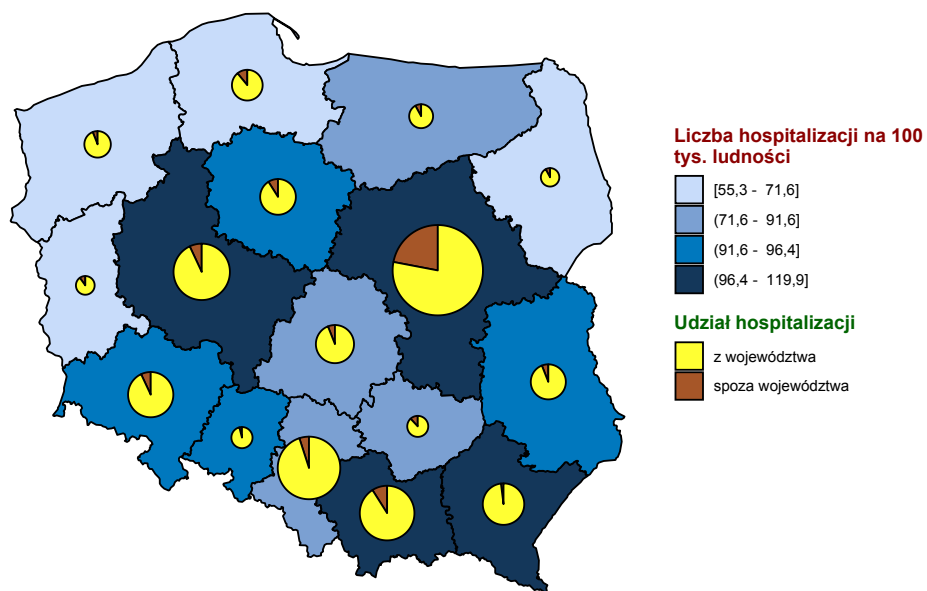 Liczba hospitalizacji na 100
tys. ludności
[55,3 - 71,6]
(71,6 - 91,6]
(91,6 - 96,4]
(96,4 - 119,9]
Udział hospitalizacji
z województwa
spoza województwa